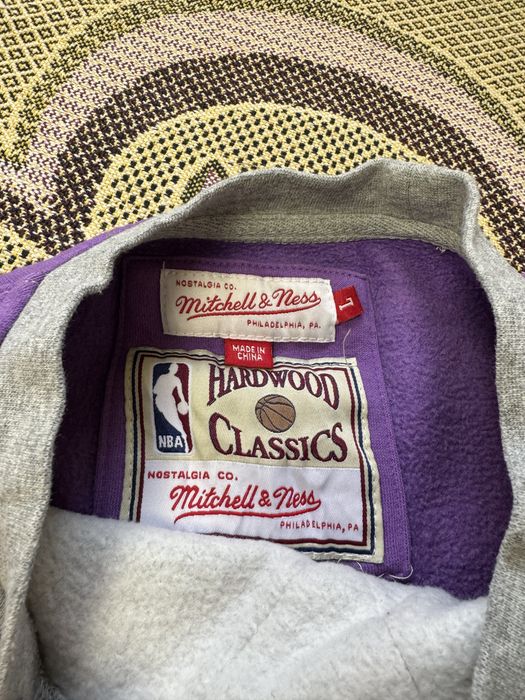 NOSTALGIA CO.
Mitchell & Ness
PHILADELPHIA, PA.
L
MADE IN
CHINA
HARDWOOD
CLASSICS
NBA
NOSTALGIA CO.
Mitchell & Ness
PHILADELPHIA, PA